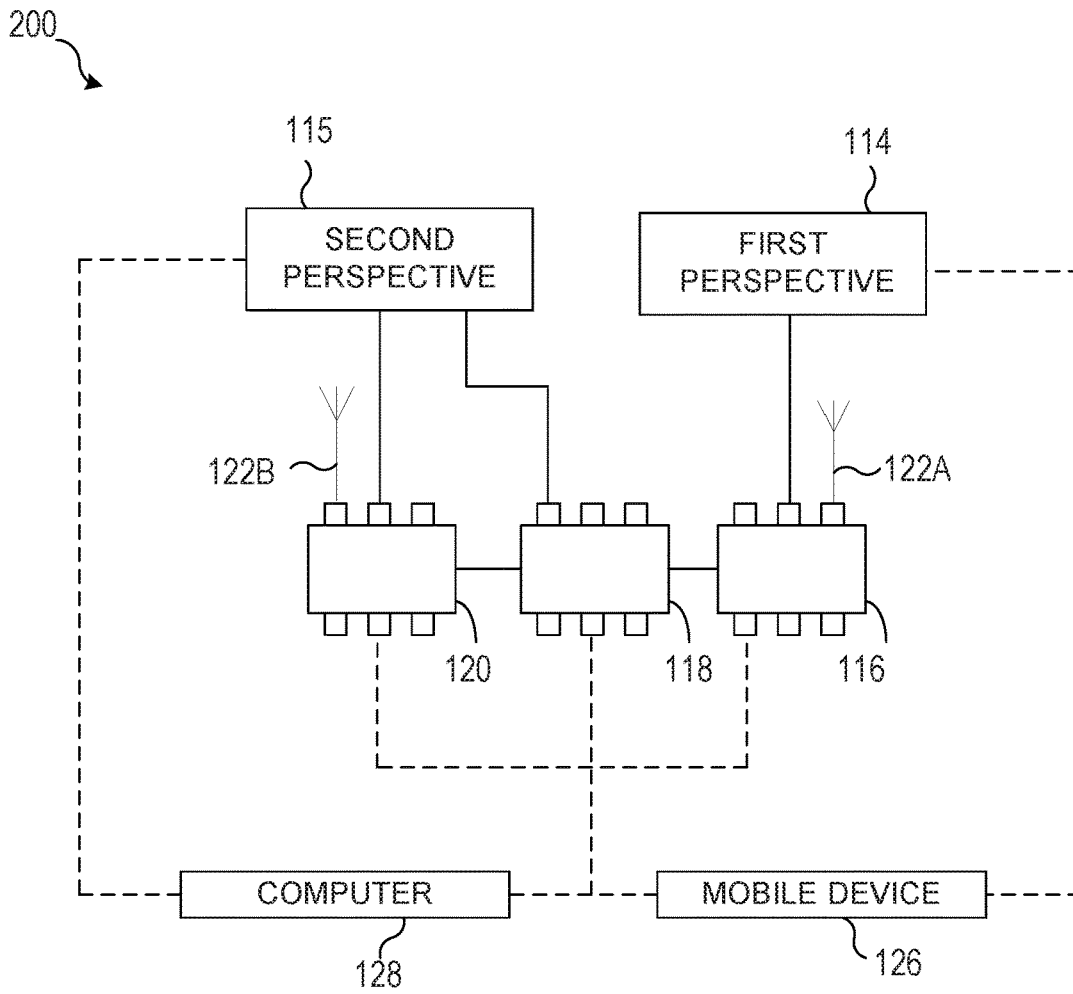 200
115
114
SECOND
PERSPECTIVE
FIRST
PERSPECTIVE
122B
122A
120
118
116
COMPUTER
MOBILE DEVICE
128
126